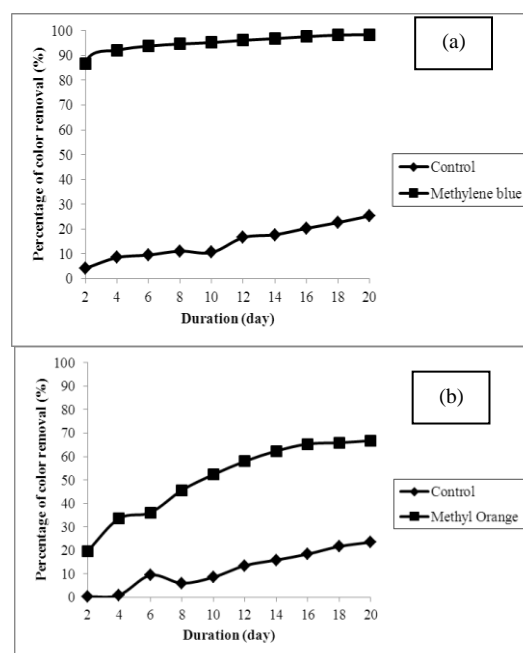 (a)
Percentage of color removal (%)
100
90
80
70
60
50
40
30
20
10
0
2 4 6 8 10 12 14 16 18 20
Duration (day)
Control
Methylene blue
(b)
Percentage of color removal (%)
100
90
80
70
60
50
40
30
20
10
0
2 4 6 8 10 12 14 16 18 20
Duration (day)
Control
Methyl Orange